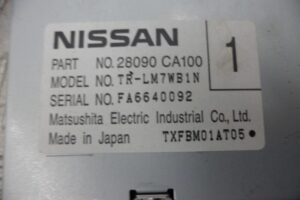 NISSAN
PART NO. 28090 CA100
1
MODEL NO. TR-LM7WB1N
SERIAL NO. FA6640092
Matsushita Electric Industrial Co., Ltd.
Made in Japan TXFBM01AT05